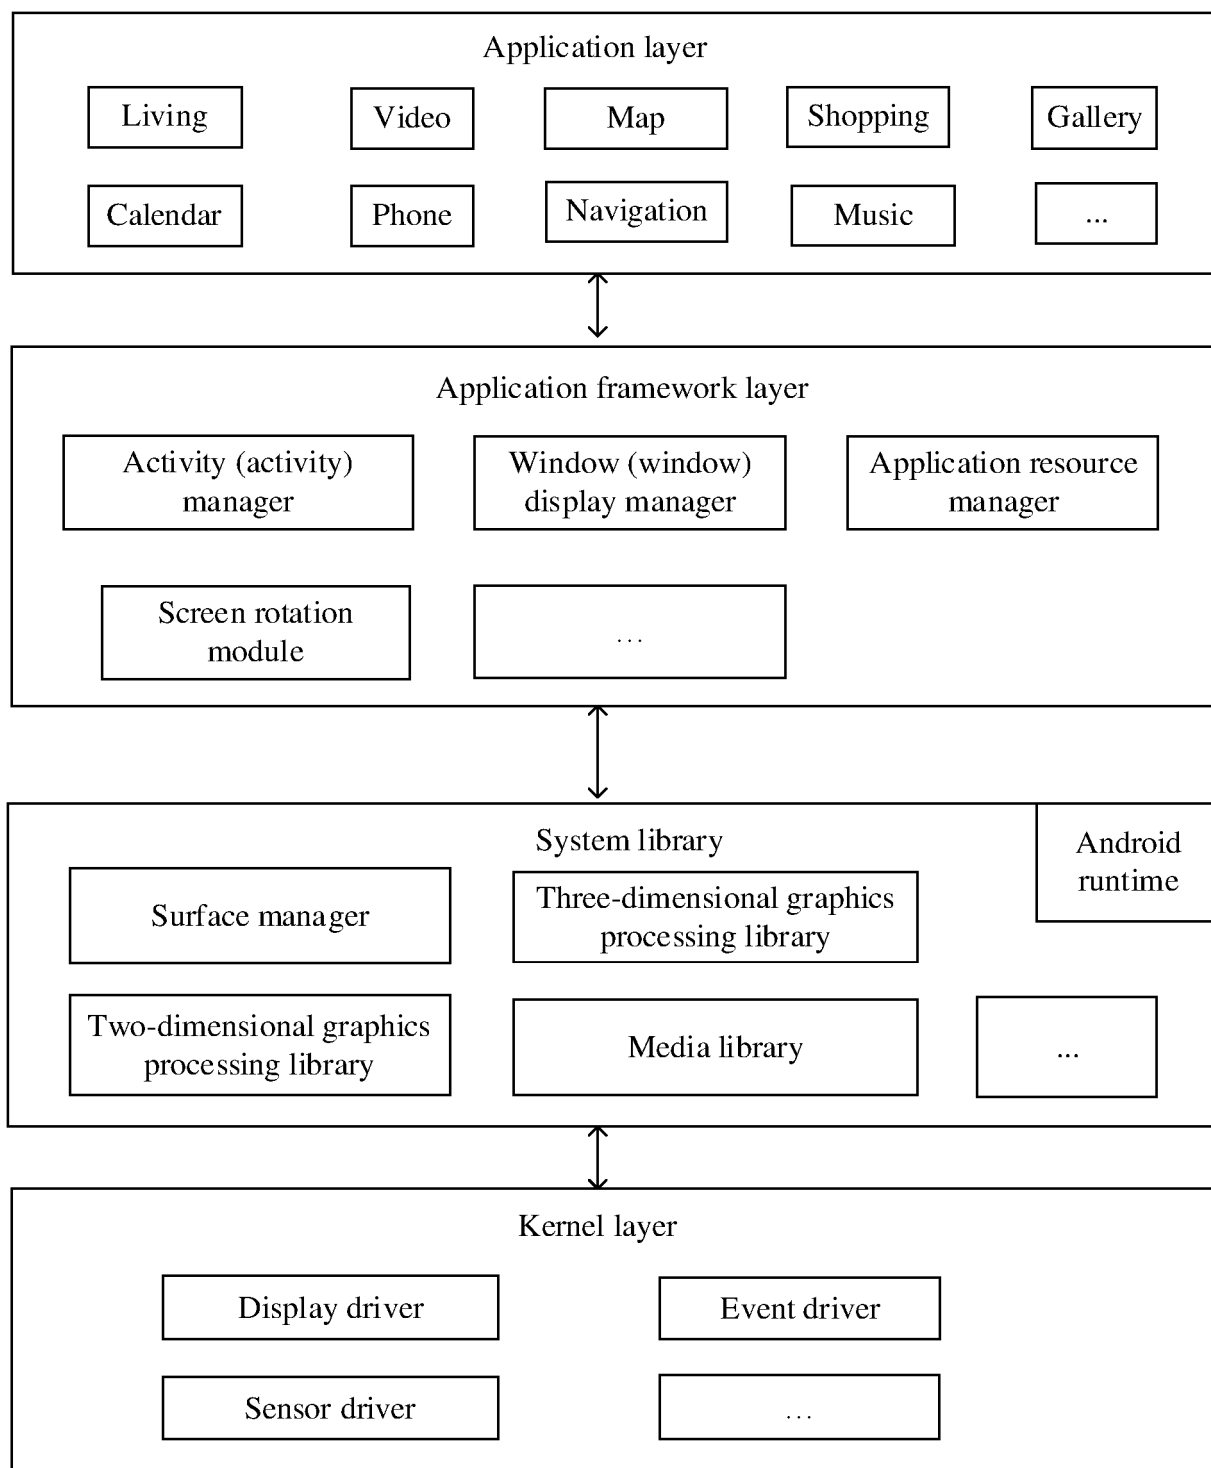 Application layer
Living
Video
Map
Shopping
Gallery
Calendar
Phone
Navigation
Music
...
Application framework layer
Activity (activity)
manager
Window (window)
display manager
Application resource
manager
Screen rotation
module
...
System library
Android
runtime
Surface manager
Three-dimensional graphics
processing library
Two-dimensional graphics
processing library
Media library
...
Kernel layer
Display driver
Event driver
Sensor driver
...